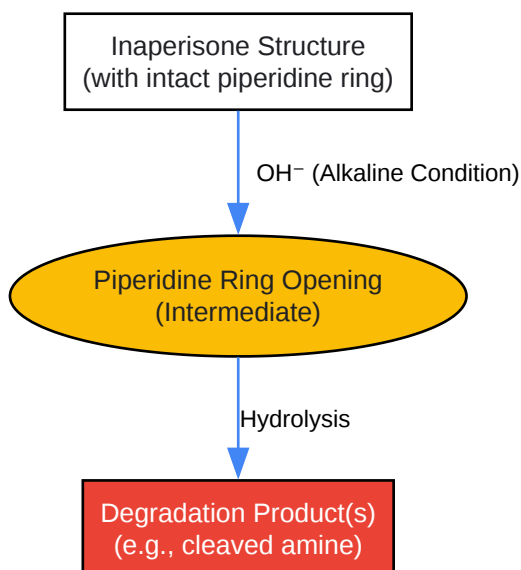 Inaperisone Structure
(with intact piperidine ring)
OH⁻ (Alkaline Condition)
Piperidine Ring Opening
(Intermediate)
Hydrolysis
Degradation Product(s)
(e.g., cleaved amine)